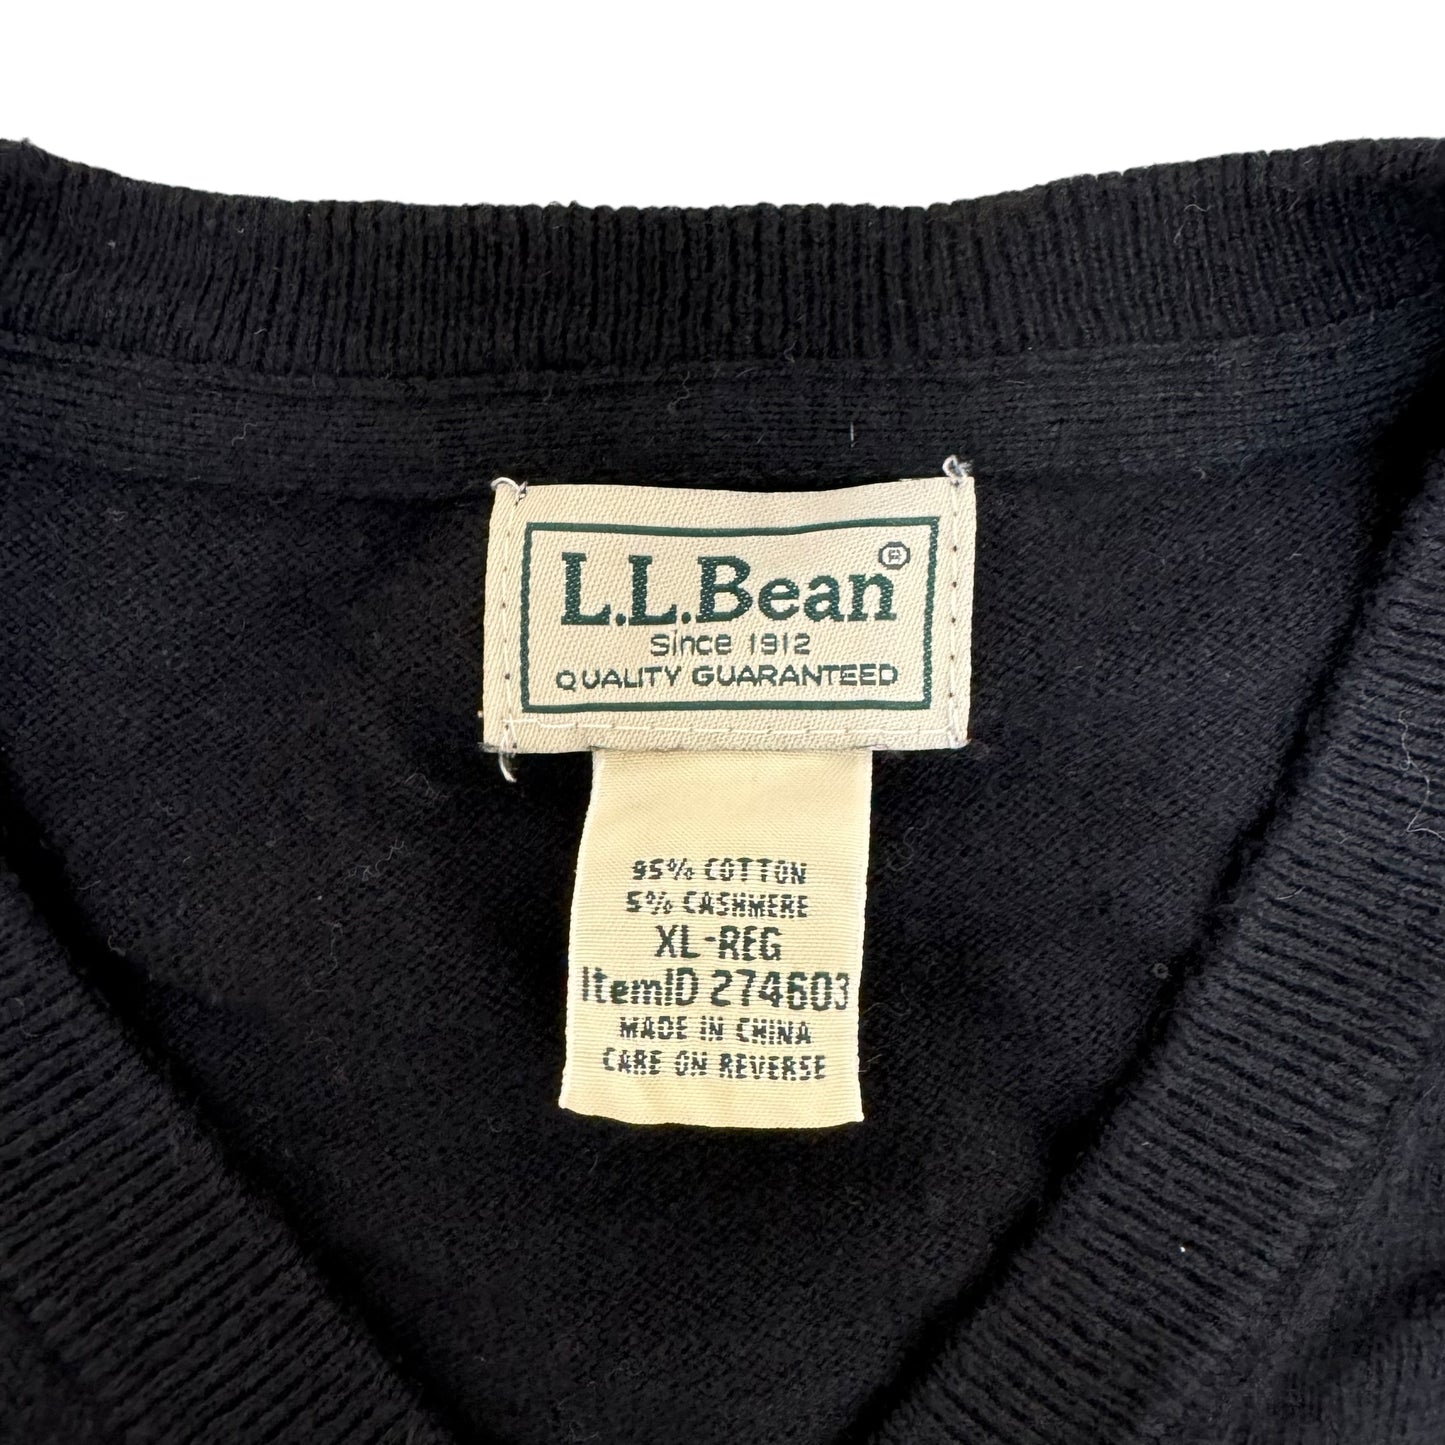 L.L.Bean®
Since 1912
QUALITY GUARANTEED
95% COTTON
5% CASHMERE
XL-REG
ItemID 274603
MADE IN CHINA
CARE ON REVERSE